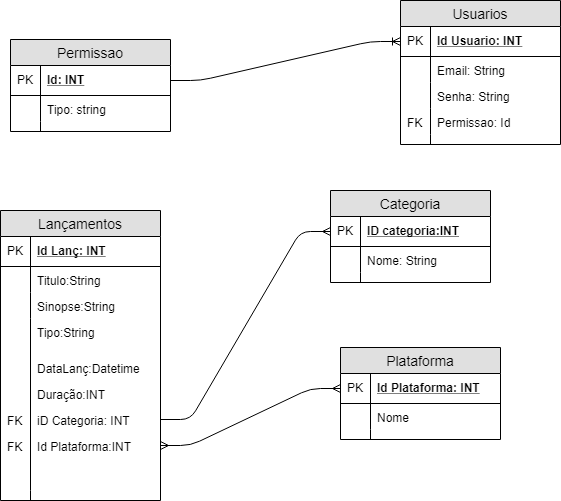 Permissao
PK Id: INT
Tipo: string
Usuarios
PK Id Usuario: INT
Email: String
Senha: String
FK Permissao: Id
Lançamentos
PK Id Lanç: INT
Titulo:String
Sinopse:String
Tipo:String
DataLanç:Datetime
Duração:INT
FK iD Categoria: INT
FK Id Plataforma:INT
Categoria
PK ID categoria:INT
Nome: String
Plataforma
PK Id Plataforma: INT
Nome